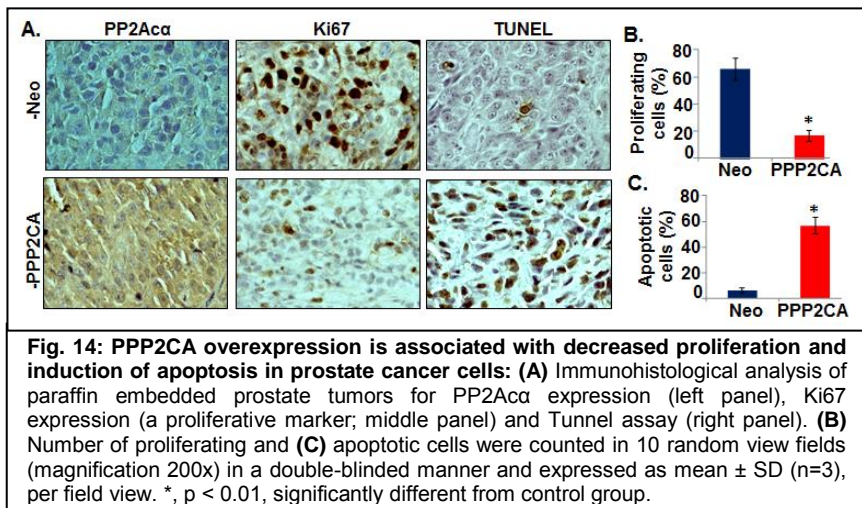 A.
PP2Acα
Ki67
TUNEL
-Neo
-PPP2CA
B.
Proliferating
cells (%)
80
60
40
20
0
*
Neo
PPP2CA
C.
Apoptotic
cells (%)
80
60
40
20
0
*
Neo
PPP2CA
Fig. 14: PPP2CA overexpression is associated with decreased proliferation and
induction of apoptosis in prostate cancer cells: (A) Immunohistological analysis of
paraffin embedded prostate tumors for PP2Acα expression (left panel), Ki67
expression (a proliferative marker; middle panel) and Tunnel assay (right panel). (B)
Number of proliferating and (C) apoptotic cells were counted in 10 random view fields
(magnification 200x) in a double-blinded manner and expressed as mean ± SD (n=3),
per field view. *, p < 0.01, significantly different from control group.